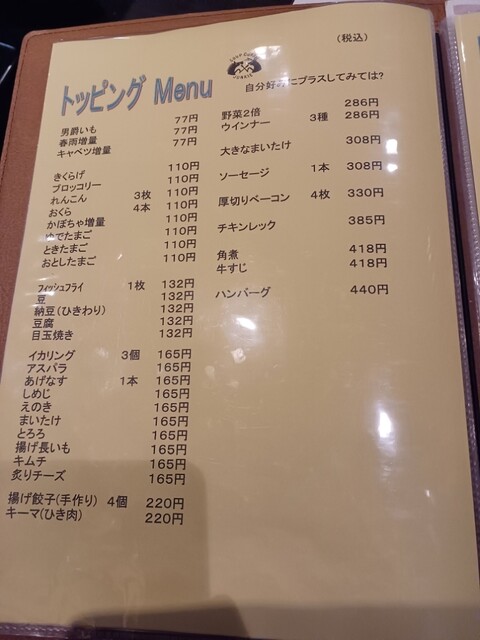 (税込)
トッピング Menu
自分好みにプラスしてみては?
男爵いも 77円
春雨増量 77円
キャベツ増量 77円
きくらげ 110円
ブロッコリー 110円
れんこん 3枚 110円
おくら 4本 110円
かぼちゃ増量 110円
ゆでたまご 110円
ときたまご 110円
おとしたまご 110円
フィッシュフライ 1枚 132円
豆 132円
納豆(ひきわり) 132円
豆腐 132円
目玉焼き 132円
イカリング 3個 165円
アスパラ 165円
あげなす 1本 165円
しめじ 165円
えのき 165円
まいたけ 165円
とろろ 165円
揚げ長いも 165円
キムチ 165円
炙りチーズ 165円
揚げ餃子(手作り) 4個 220円
キーマ(ひき肉) 220円
野菜2倍 286円
ウインナー 3種 286円
大きなまいたけ 308円
ソーセージ 1本 308円
厚切りベーコン 4枚 330円
チキンレック 385円
角煮 418円
牛すじ 418円
ハンバーグ 440円